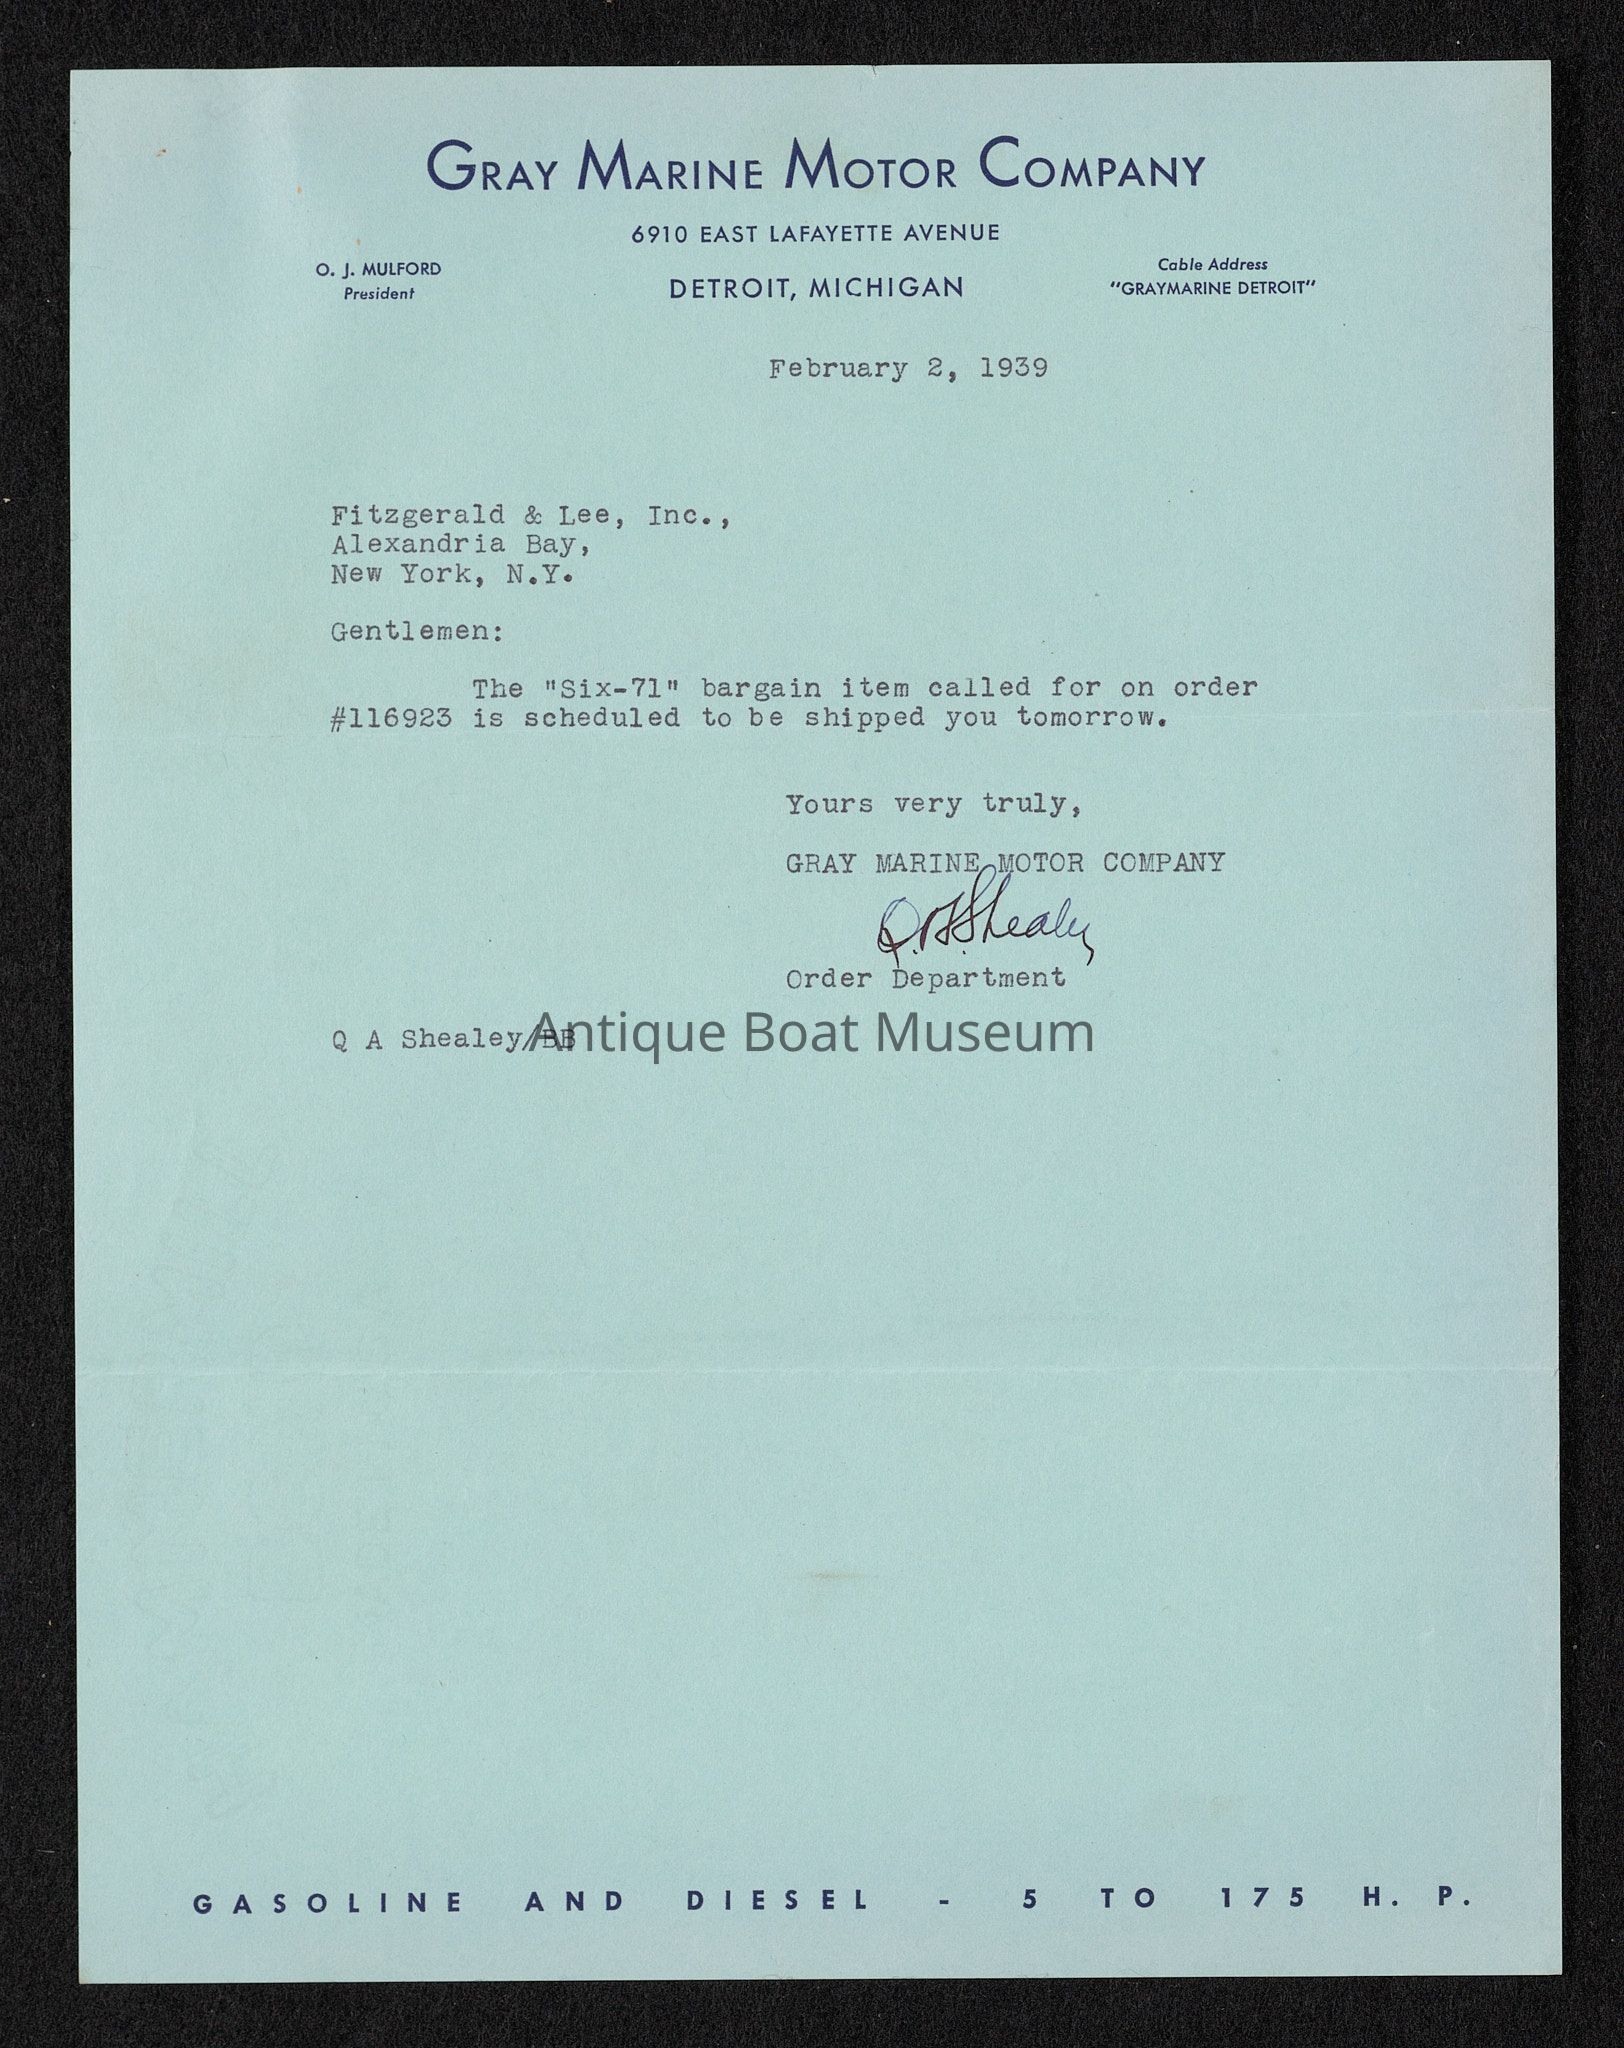 GRAY MARINE MOTOR COMPANY
6910 EAST LAFAYETTE AVENUE
O. J. MULFORD
President
DETROIT, MICHIGAN
Cable Address
"GRAYMARINE DETROIT"
February 2, 1939
Fitzgerald & Lee, Inc.,
Alexandria Bay,
New York, N.Y.
Gentlemen:
The "Six-71" bargain item called for on order
#116923 is scheduled to be shipped you tomorrow.
Yours very truly,
GRAY MARINE MOTOR COMPANY
Q. A. Shealey
Order Department
Q A Shealey/BB
Antique Boat Museum
GASOLINE AND DIESEL - 5 TO 175 H. P.